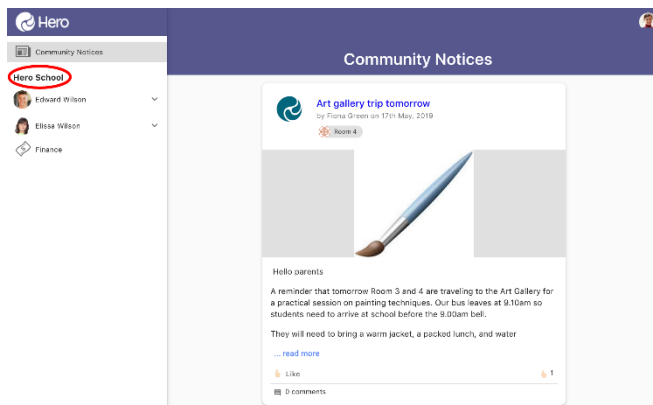 Hero
Community Notices
Hero School
Edward Wilson
Elissa Wilson
Finance
Community Notices
Art gallery trip tomorrow
by Fiona Green on 17th May, 2019
Room 4
Hello parents
A reminder that tomorrow Room 3 and 4 are traveling to the Art Gallery for
a practical session on painting techniques. Our bus leaves at 9.10am so
students need to arrive at school before the 9.00am bell.
They will need to bring a warm jacket, a packed lunch, and water
... read more
Like
1
0 comments